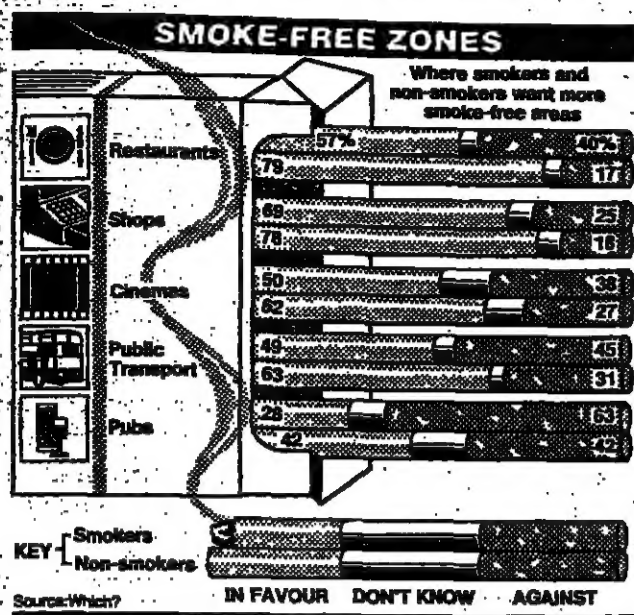 SMOKE-FREE ZONES
Where smokers and
non-smokers want more
smoke-free areas
Restaurants
57% 40%
79 17
Shops
69 25
78 18
Cinemas
50 38
62 27
Public
Transport
49 45
63 31
Pubs
28 63
42 42
KEY
Smokers
Non-smokers
IN FAVOUR DON'T KNOW AGAINST
Source:Which?